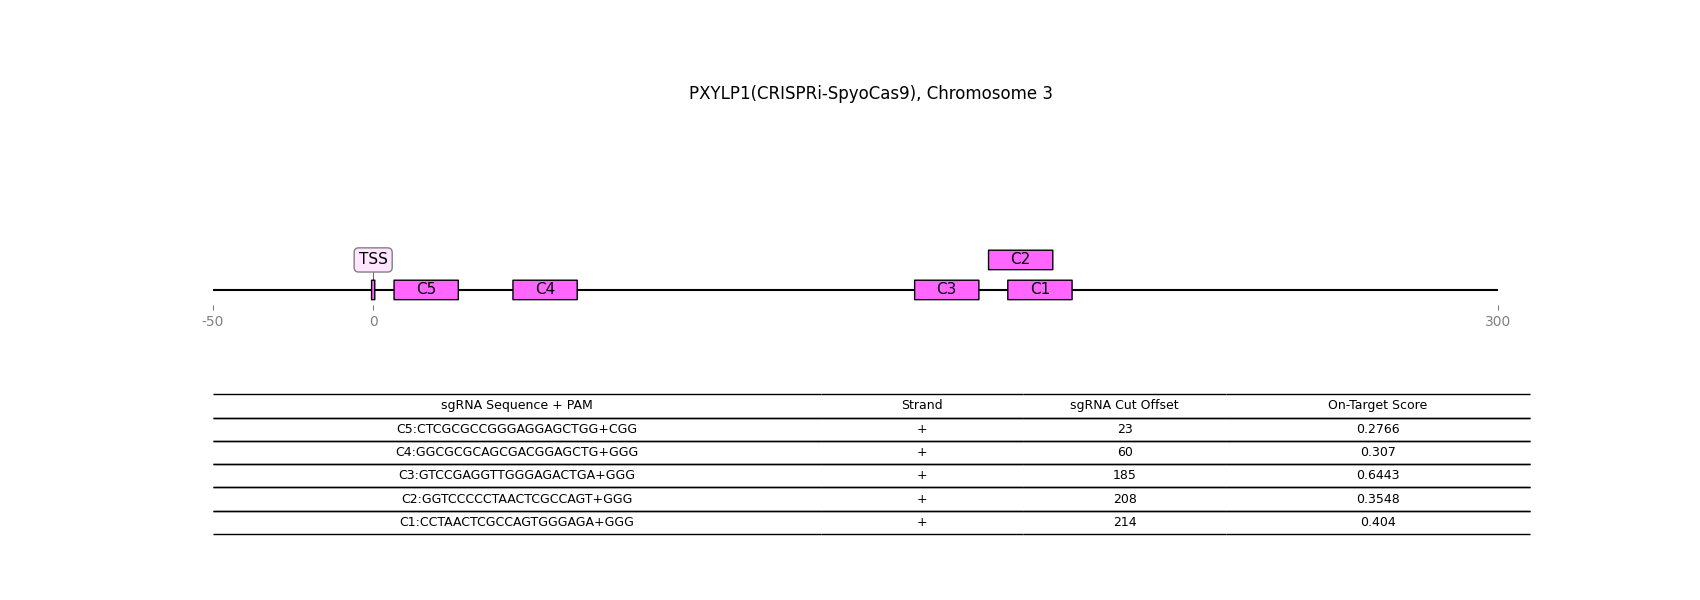 PXYLP1(CRISPRi-SpyoCas9), Chromosome 3
TSS
C2
C5 C4 C3 C1
-50 0 300
sgRNA Sequence + PAM Strand sgRNA Cut Offset On-Target Score
C5:CTCGCGCCGGGAGGAGCTGG+CGG + 23 0.2766
C4:GGCGCGCAGCGACGGAGCTG+GGG + 60 0.307
C3:GTCCGAGGTTGGGAGACTGA+GGG + 185 0.6443
C2:GGTCCCCCTAACTCGCCAGT+GGG + 208 0.3548
C1:CCTAACTCGCCAGTGGGAGA+GGG + 214 0.404